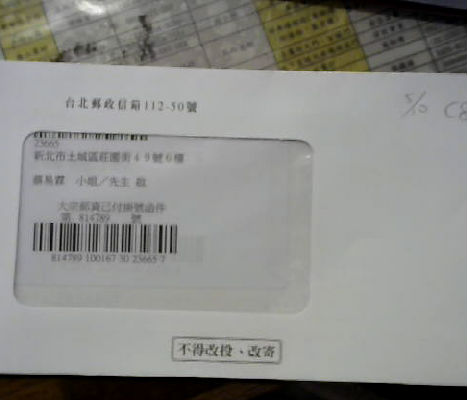 台北郵政信箱112-50號
5/10
23665
新北市土城區莊園街49號6樓
蔡易霖 小姐/先生 啟
大宗郵資已付掛號函件
第 814789 號
814789 100167 30 23665 7
不得改投、改寄